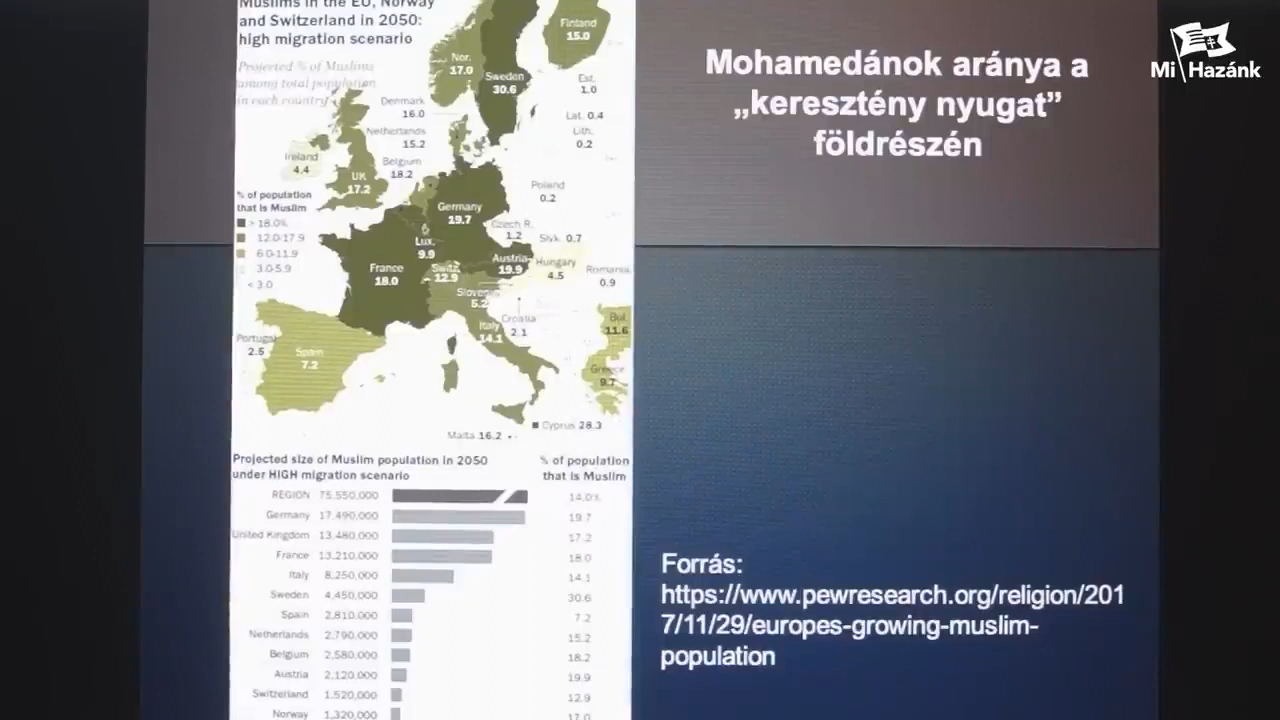 Muslims in the EU, Norway
and Switzerland in 2050:
high migration scenario
Projected % of Muslims
among total population
in each country
Finland
15.0
Nor.
17.0
Sweden
30.6
Est.
1.0
Denmark
16.0
Lat. 0.4
Netherlands
15.2
Lith.
0.2
Ireland
4.4
Belgium
18.2
UK
17.2
Poland
0.2
% of population
that is Muslim
> 18.0%
12.0-17.9
6.0-11.9
3.0-5.9
< 3.0
Germany
19.7
Czech R.
1.2
Slvk. 0.7
Lux.
9.9
Austria
19.9
Hungary
4.5
Romania
0.9
France
18.0
Switz.
12.9
Slovenia
5.2
Croatia
2.1
Italy
14.1
Bul.
11.6
Portugal
2.5
Spain
7.2
Greece
9.7
Cyprus 28.3
Malta 16.2
Projected size of Muslim population in 2050
under HIGH migration scenario
% of population
that is Muslim
REGION 75,550,000 14.0%
Germany 17,490,000 19.7
United Kingdom 13,480,000 17.2
France 13,210,000 18.0
Italy 8,250,000 14.1
Sweden 4,450,000 30.6
Spain 2,810,000 7.2
Netherlands 2,790,000 15.2
Belgium 2,580,000 18.2
Austria 2,120,000 19.9
Switzerland 1,520,000 12.9
Norway 1,320,000 17.0
Mohamedánok aránya a
„keresztény nyugat”
földrészén
Forrás:
https://www.pewresearch.org/religion/201
7/11/29/europes-growing-muslim-
population
Mi Hazánk